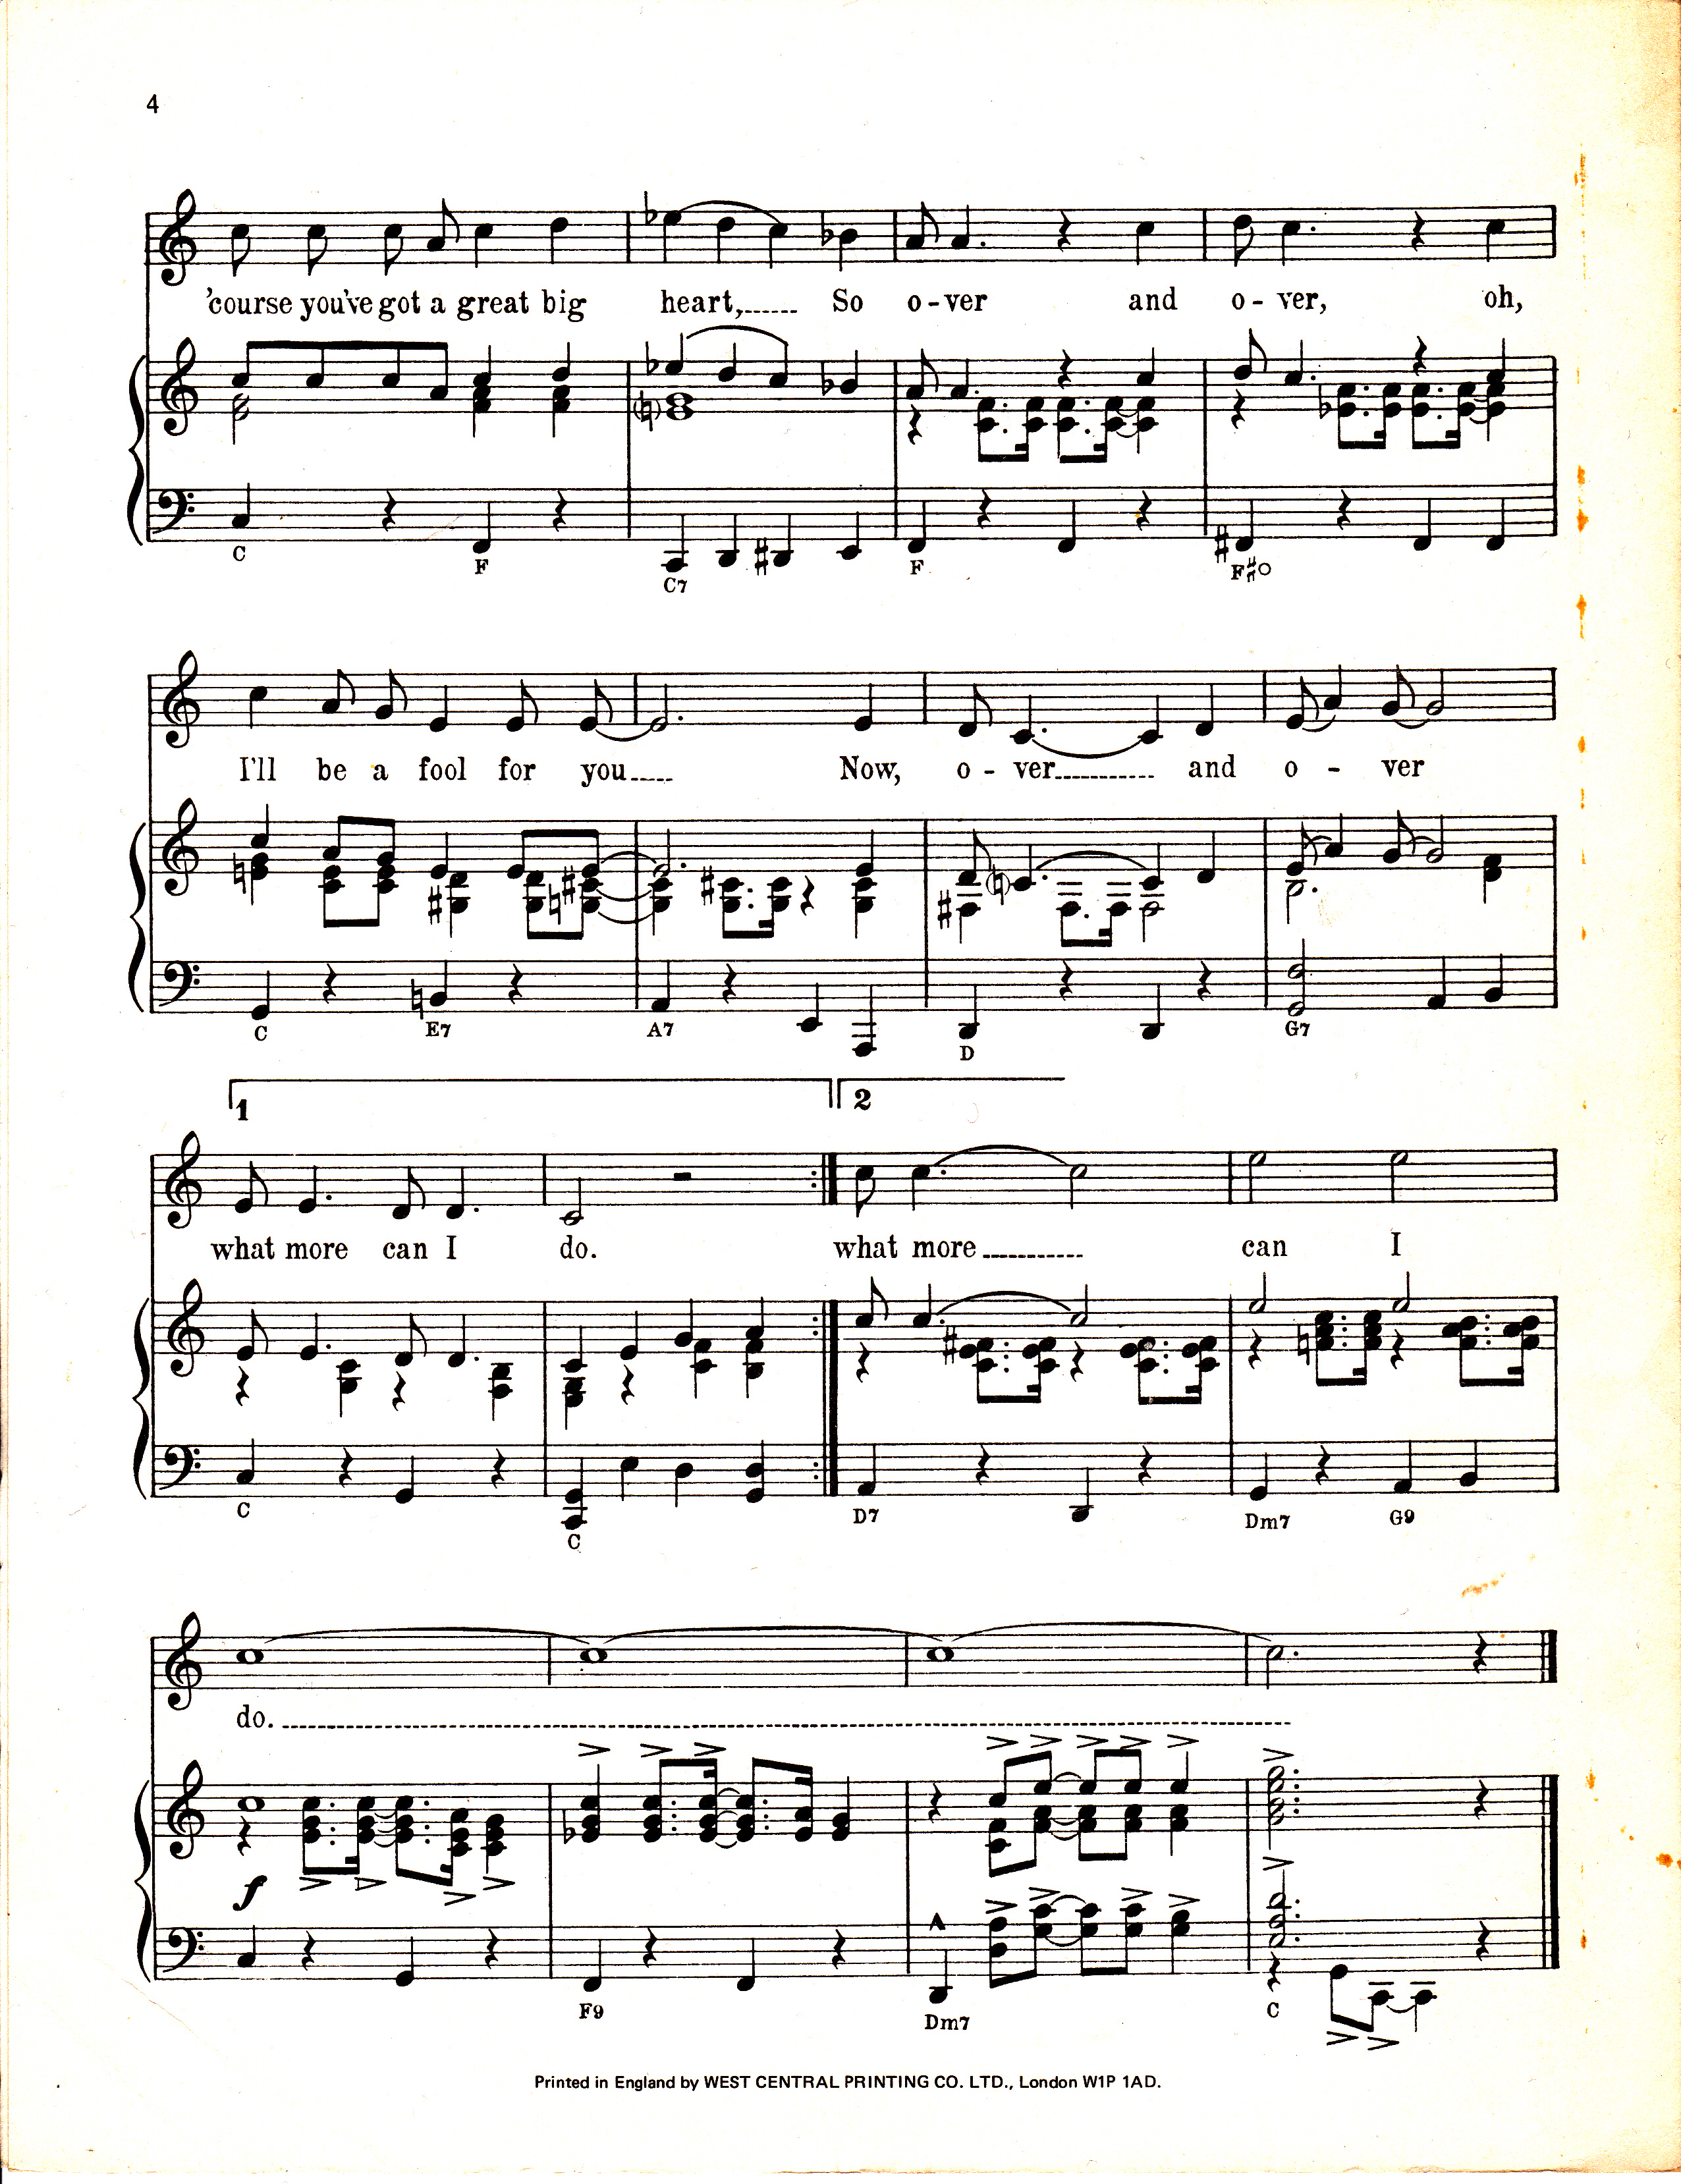 4
'course you've got a great big heart,...... So o-ver and o-ver, oh,
C F C7 F F♯○
I'll be a fool for you..... Now, o-ver........... and o-ver
C E7 A7 D G7
1 2
what more can I do. what more........... can I
C C D7 Dm7 G9
do.
f
F9 Dm7 C
Printed in England by WEST CENTRAL PRINTING CO. LTD., London W1P 1AD.